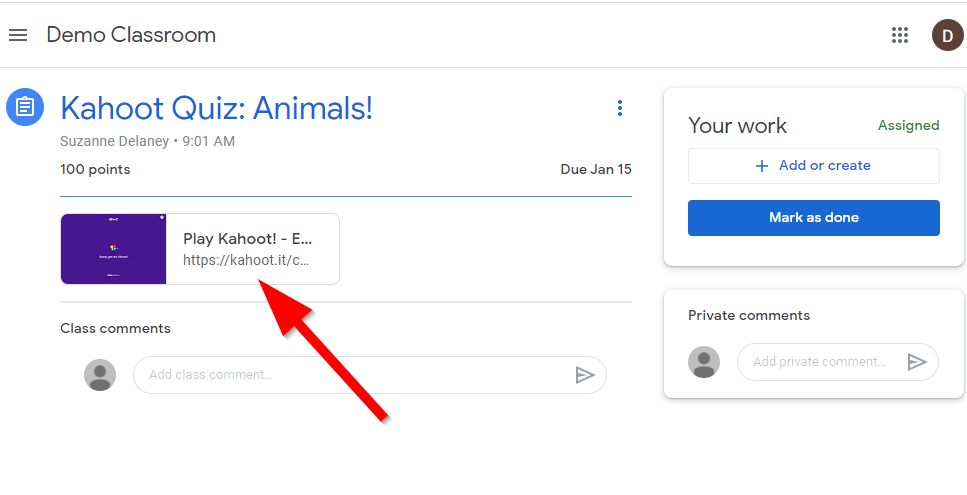 Demo Classroom
D
Kahoot Quiz: Animals!
Suzanne Delaney • 9:01 AM
100 points
Due Jan 15
Play Kahoot! - E...
https://kahoot.it/c...
Class comments
Add class comment...
Your work
Assigned
+ Add or create
Mark as done
Private comments
Add private comment...